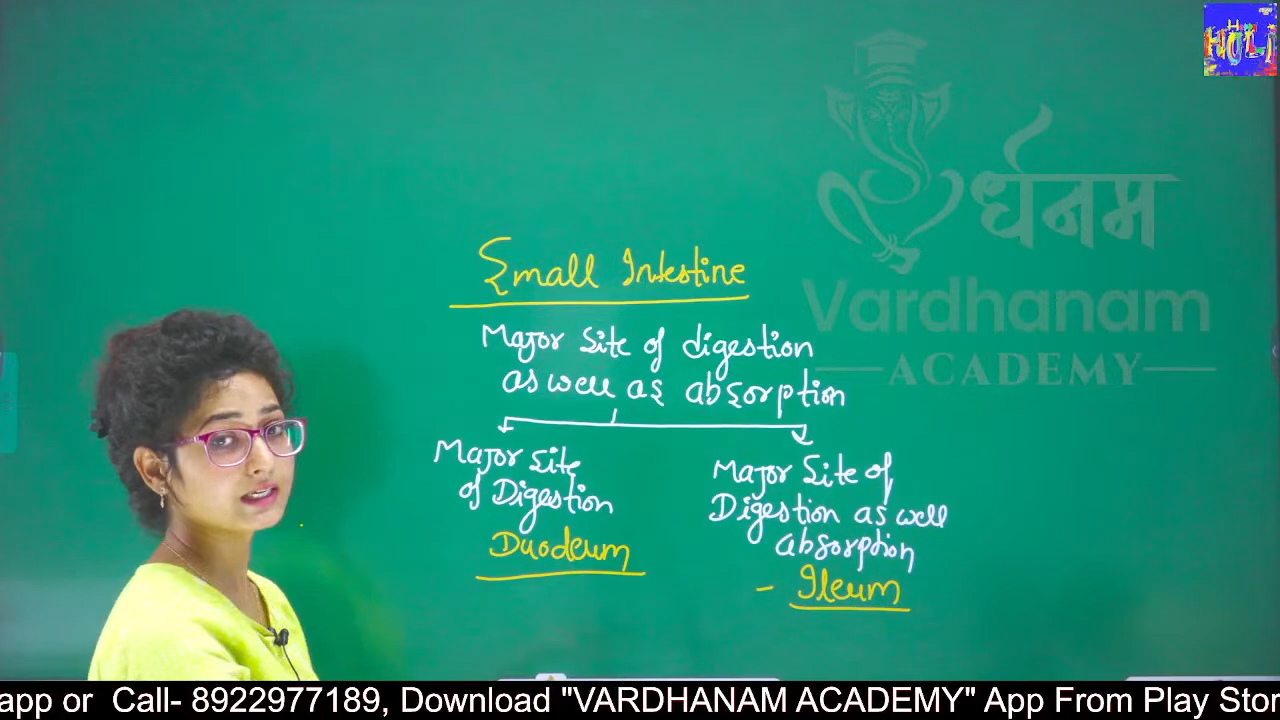 HOLI
र्धनम
Vardhanam
ACADEMY
Small Intestine
Major Site of digestion
as well as absorption
Major Site
of Digestion
Duodeum
Major Site of
Digestion as well
absorption
- Ileum
app or Call- 8922977189, Download "VARDHANAM ACADEMY" App From Play Stor